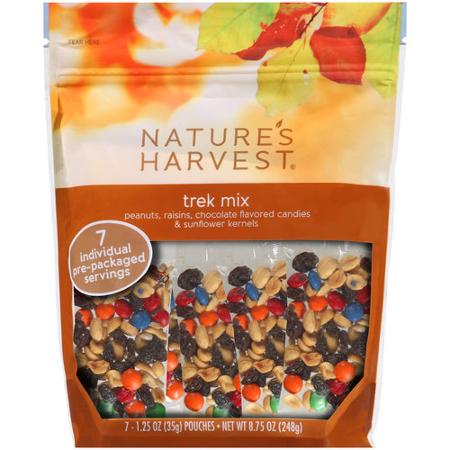 TEAR HERE
NATURE'S
HARVEST®
trek mix
peanuts, raisins, chocolate flavored candies
& sunflower kernels
7
individual
pre-packaged
servings
7 - 1.25 OZ (35g) POUCHES • NET WT 8.75 OZ (248g)